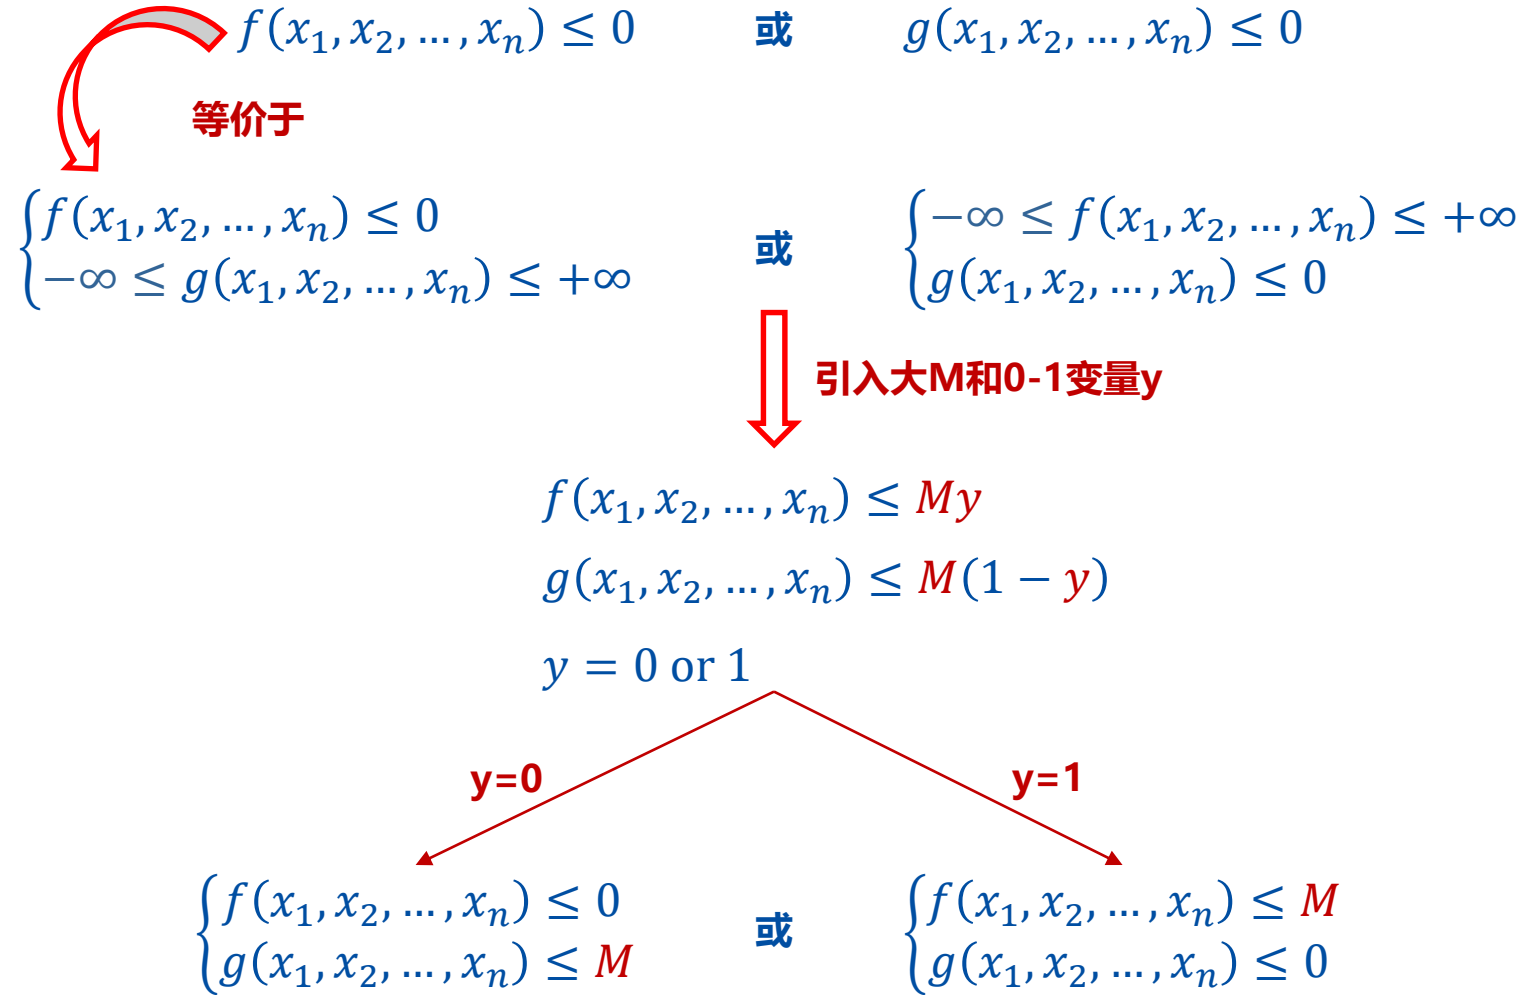 f(x₁, x₂, …, xₙ) ≤ 0 或 g(x₁, x₂, …, xₙ) ≤ 0
等价于
{ f(x₁, x₂, …, xₙ) ≤ 0 或 { −∞ ≤ f(x₁, x₂, …, xₙ) ≤ +∞
−∞ ≤ g(x₁, x₂, …, xₙ) ≤ +∞ g(x₁, x₂, …, xₙ) ≤ 0
引入大M和0-1变量y
f(x₁, x₂, …, xₙ) ≤ My
g(x₁, x₂, …, xₙ) ≤ M(1 − y)
y = 0 or 1
y=0 y=1
{ f(x₁, x₂, …, xₙ) ≤ 0 或 { f(x₁, x₂, …, xₙ) ≤ M
g(x₁, x₂, …, xₙ) ≤ M g(x₁, x₂, …, xₙ) ≤ 0